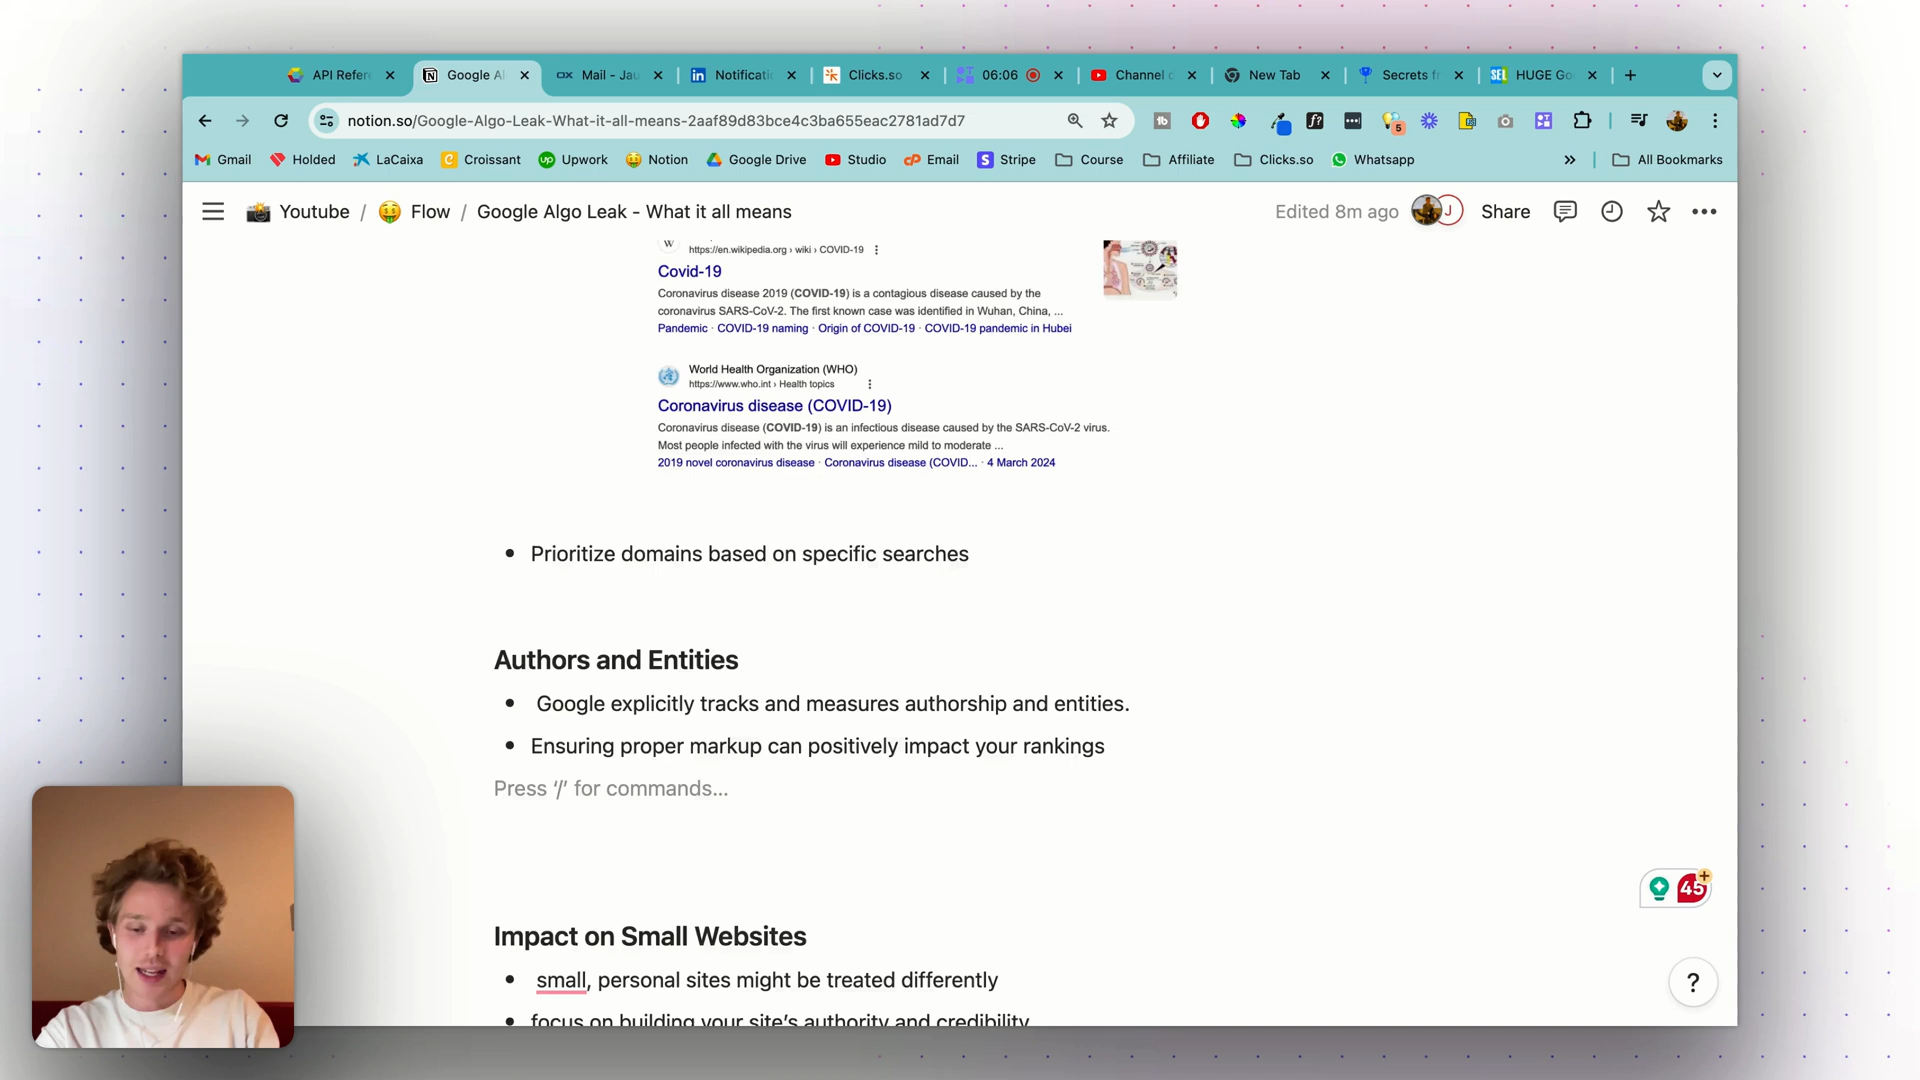 API Refere
Google Al
Mail - Jau
Notificatio
Clicks.so
06:06
Channel c
New Tab
Secrets f
HUGE Go
notion.so/Google-Algo-Leak-What-it-all-means-2aaf89d83bce4c3ba655eac2781ad7d7
5
Gmail
Holded
LaCaixa
Croissant
Upwork
Notion
Google Drive
Studio
Email
Stripe
Course
Affiliate
Clicks.so
Whatsapp
All Bookmarks
Youtube / Flow / Google Algo Leak - What it all means
Edited 8m ago
J
Share
W
https://en.wikipedia.org › wiki › COVID-19
Covid-19
Coronavirus disease 2019 (COVID-19) is a contagious disease caused by the
coronavirus SARS-CoV-2. The first known case was identified in Wuhan, China, ...
Pandemic · COVID-19 naming · Origin of COVID-19 · COVID-19 pandemic in Hubei
World Health Organization (WHO)
https://www.who.int › Health topics
Coronavirus disease (COVID-19)
Coronavirus disease (COVID-19) is an infectious disease caused by the SARS-CoV-2 virus.
Most people infected with the virus will experience mild to moderate ...
2019 novel coronavirus disease · Coronavirus disease (COVID... · 4 March 2024
• Prioritize domains based on specific searches
Authors and Entities
• Google explicitly tracks and measures authorship and entities.
• Ensuring proper markup can positively impact your rankings
Press ‘/’ for commands…
45
Impact on Small Websites
• small, personal sites might be treated differently
• focus on building your site’s authority and credibility
?